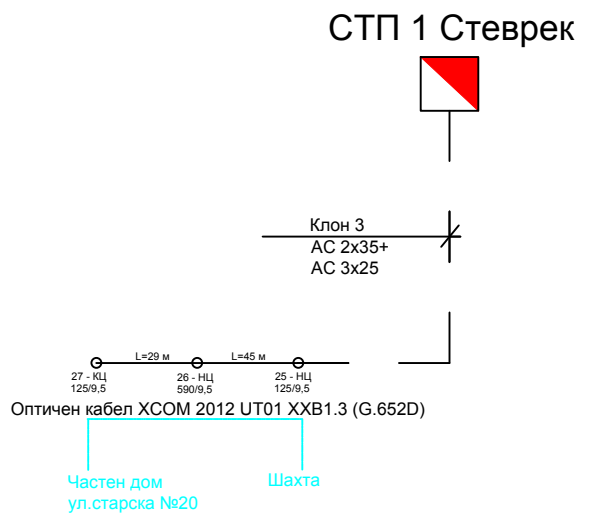 СТП 1 Стеврек
Клон 3
АС 2х35+
АС 3х25
L=29 м
L=45 м
27 - КЦ
125/9,5
26 - НЦ
590/9,5
25 - НЦ
125/9,5
Оптичен кабел XCOM 2012 UT01 XXB1.3 (G.652D)
Частен дом
ул.старска №20
Шахта